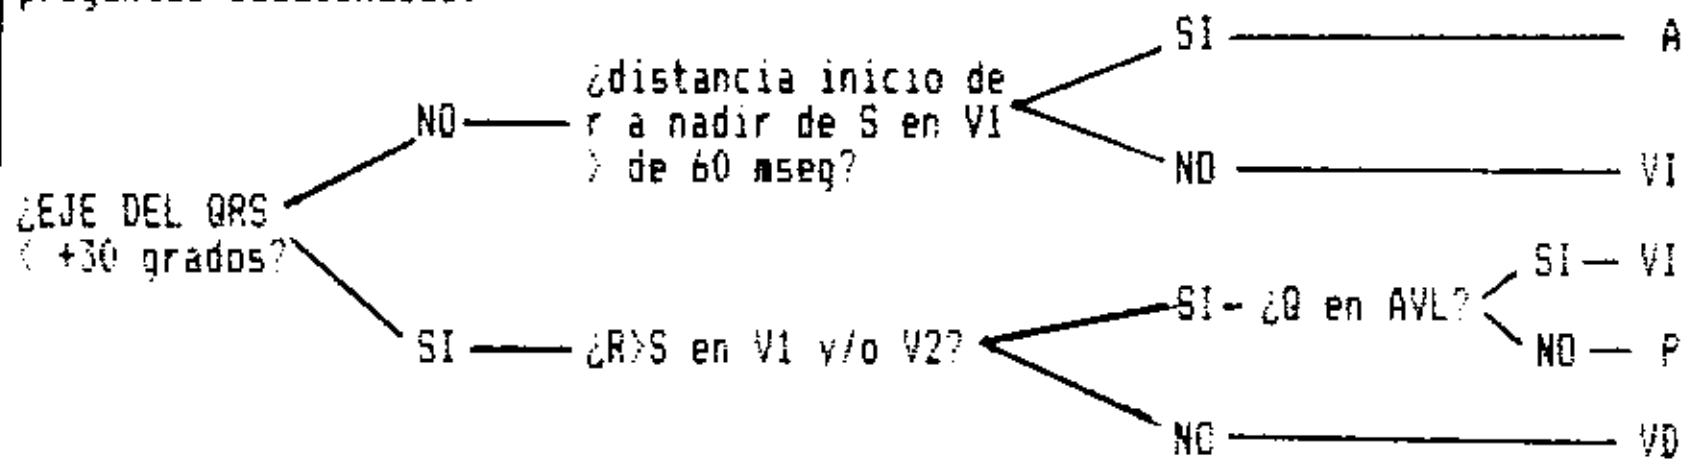 SI A
¿distancia inicio de
NO r a nadir de S en V1
> de 60 mseg?
NO VI
¿EJE DEL QRS
< +30 grados?
SI VI
SI ¿Q en AVL?
NO P
SI ¿R>S en V1 y/o V2?
NO VD